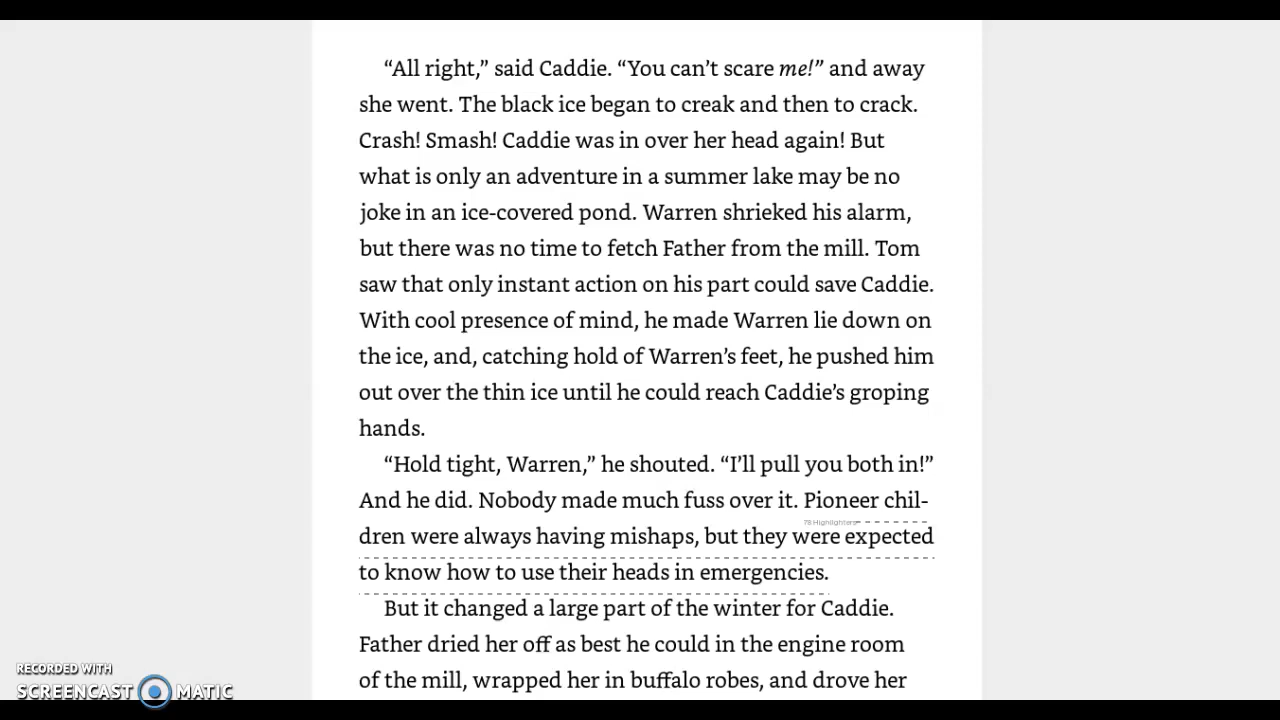 “All right,” said Caddie. “You can’t scare me!” and away
she went. The black ice began to creak and then to crack.
Crash! Smash! Caddie was in over her head again! But
what is only an adventure in a summer lake may be no
joke in an ice-covered pond. Warren shrieked his alarm,
but there was no time to fetch Father from the mill. Tom
saw that only instant action on his part could save Caddie.
With cool presence of mind, he made Warren lie down on
the ice, and, catching hold of Warren’s feet, he pushed him
out over the thin ice until he could reach Caddie’s groping
hands.
“Hold tight, Warren,” he shouted. “I’ll pull you both in!”
And he did. Nobody made much fuss over it. Pioneer chil-
78 Highlighters
dren were always having mishaps, but they were expected
to know how to use their heads in emergencies.
But it changed a large part of the winter for Caddie.
Father dried her off as best he could in the engine room
of the mill, wrapped her in buffalo robes, and drove her
RECORDED WITH
SCREENCAST MATIC